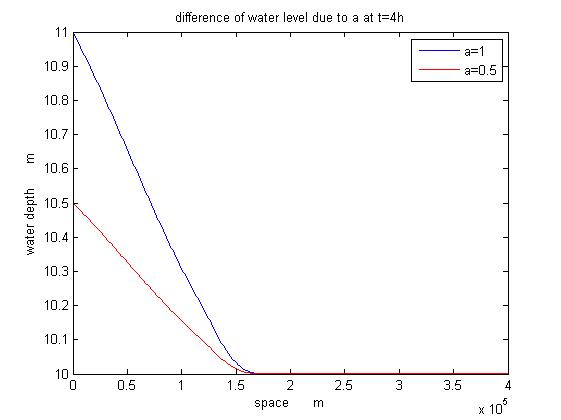 difference of water level due to a at t=4h
a=1
a=0.5
11
10.9
10.8
10.7
10.6
10.5
10.4
10.3
10.2
10.1
10
water depth m
0 0.5 1 1.5 2 2.5 3 3.5 4
space m
x 10^5